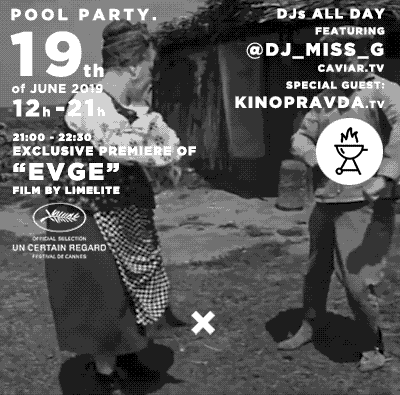 POOL PARTY.
19th
of JUNE 2019
12h -21h
21:00 - 22:30
EXCLUSIVE PREMIERE OF
“EVGE”
FILM BY LIMELITE
OFFICIAL SELECTION
UN CERTAIN REGARD
FESTIVAL DE CANNES
DJs ALL DAY
FEATURING
@DJ_MISS_G
CAVIAR.TV
SPECIAL GUEST:
KINOPRAVDA.TV